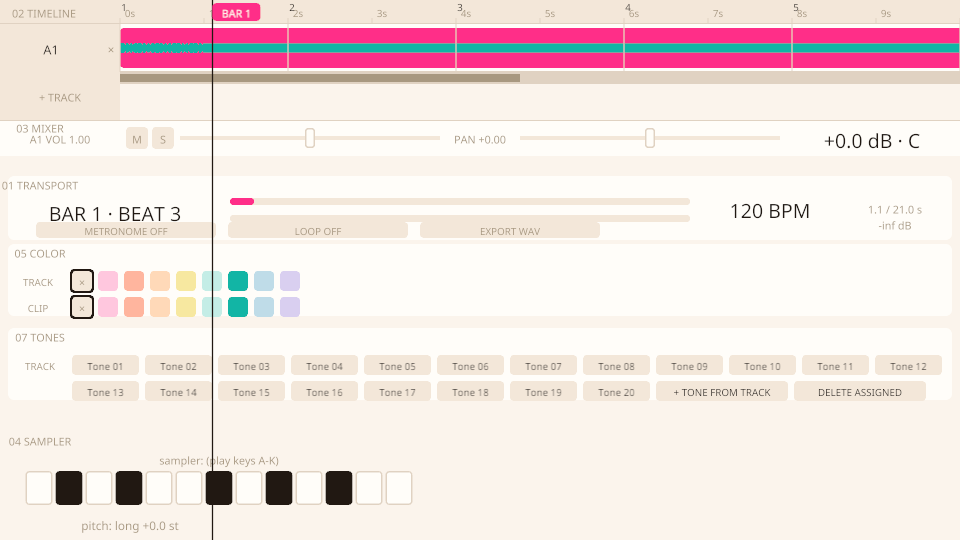 02 TIMELINE
1 2 3 4 5
BAR 1
0s 2s 3s 4s 5s 6s 7s 8s 9s
A1 ×
+ TRACK
03 MIXER
A1 VOL 1.00 M S PAN +0.00 +0.0 dB · C
01 TRANSPORT
BAR 1 · BEAT 3 120 BPM 1.1 / 21.0 s
-inf dB
METRONOME OFF LOOP OFF EXPORT WAV
05 COLOR
TRACK ×
CLIP ×
07 TONES
TRACK Tone 01 Tone 02 Tone 03 Tone 04 Tone 05 Tone 06 Tone 07 Tone 08 Tone 09 Tone 10 Tone 11 Tone 12
Tone 13 Tone 14 Tone 15 Tone 16 Tone 17 Tone 18 Tone 19 Tone 20 + TONE FROM TRACK DELETE ASSIGNED
04 SAMPLER
sampler: (play keys A-K)
pitch: long +0.0 st